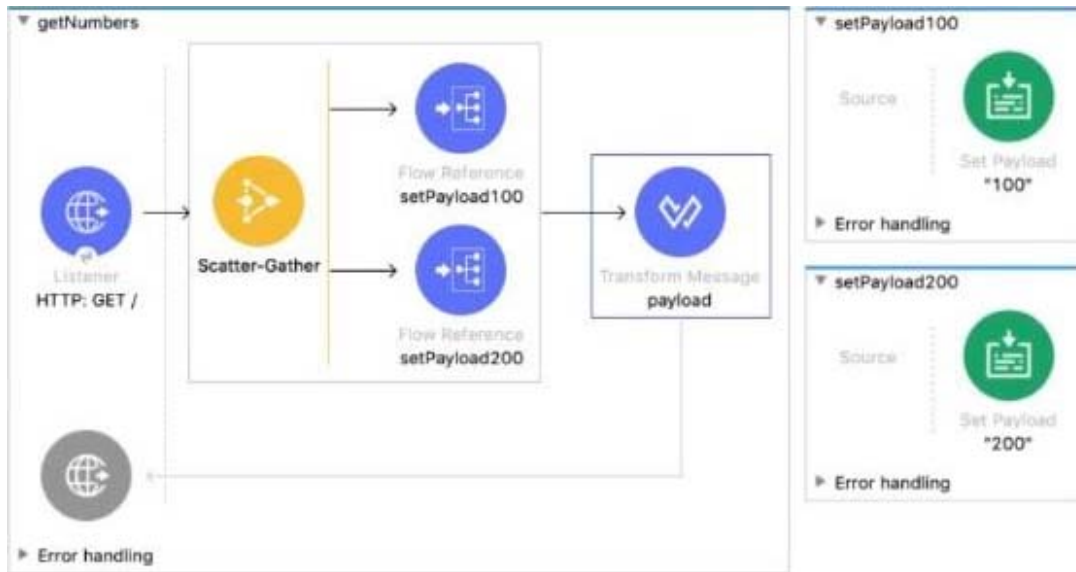 getNumbers
Listener
HTTP: GET /
Scatter-Gather
Flow Reference
setPayload100
Flow Reference
setPayload200
Transform Message
payload
Error handling
setPayload100
Source
Set Payload
"100"
Error handling
setPayload200
Source
Set Payload
"200"
Error handling